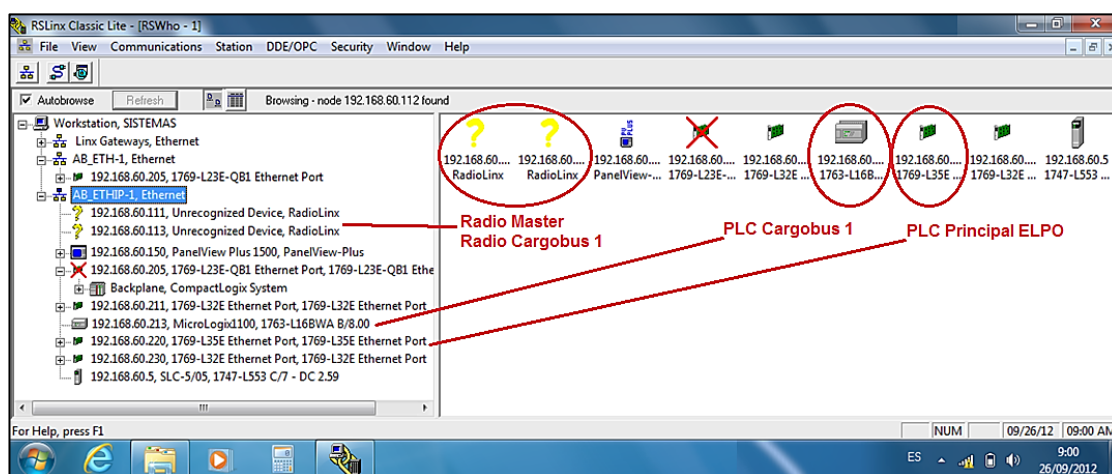 RSLinx Classic Lite - [RSWho - 1]
File View Communications Station DDE/OPC Security Window Help
Autobrowse Refresh Browsing - node 192.168.60.112 found
Workstation, SISTEMAS
Linx Gateways, Ethernet
AB_ETH-1, Ethernet
192.168.60.205, 1769-L23E-QB1 Ethernet Port
AB_ETHIP-1, Ethernet
192.168.60.111, Unrecognized Device, RadioLinx
192.168.60.113, Unrecognized Device, RadioLinx
192.168.60.150, PanelView Plus 1500, PanelView-Plus
192.168.60.205, 1769-L23E-QB1 Ethernet Port, 1769-L23E-QB1 Ethe
Backplane, CompactLogix System
192.168.60.211, 1769-L32E Ethernet Port, 1769-L32E Ethernet Port
192.168.60.213, MicroLogix1100, 1763-L16BWA B/8.00
192.168.60.220, 1769-L35E Ethernet Port, 1769-L35E Ethernet Port
192.168.60.230, 1769-L32E Ethernet Port, 1769-L32E Ethernet Port
192.168.60.5, SLC-5/05, 1747-L553 C/7 - DC 2.59
PV PLUS
192.168.60.... 192.168.60.... 192.168.60.... 192.168.60.... 192.168.60.... 192.168.60.... 192.168.60.... 192.168.60.... 192.168.60.5
RadioLinx RadioLinx PanelView-... 1769-L23E-... 1769-L32E ... 1763-L16B... 1769-L35E ... 1769-L32E ... 1747-L553 ...
Radio Master
Radio Cargobus 1
PLC Cargobus 1
PLC Principal ELPO
For Help, press F1
NUM 09/26/12 09:00 AM
ES 9:00
26/09/2012